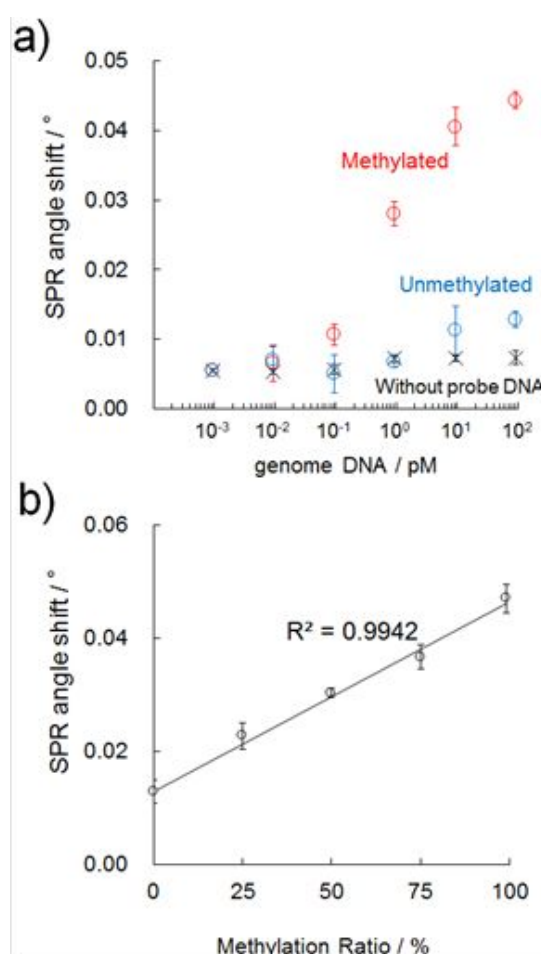 a)
SPR angle shift / °
0.05
0.04
0.03
0.02
0.01
0.00
Methylated
Unmethylated
Without probe DNA
10⁻³ 10⁻² 10⁻¹ 10⁰ 10¹ 10²
genome DNA / pM
b)
SPR angle shift / °
0.06
0.04
0.02
0.00
R² = 0.9942
0 25 50 75 100
Methylation Ratio / %